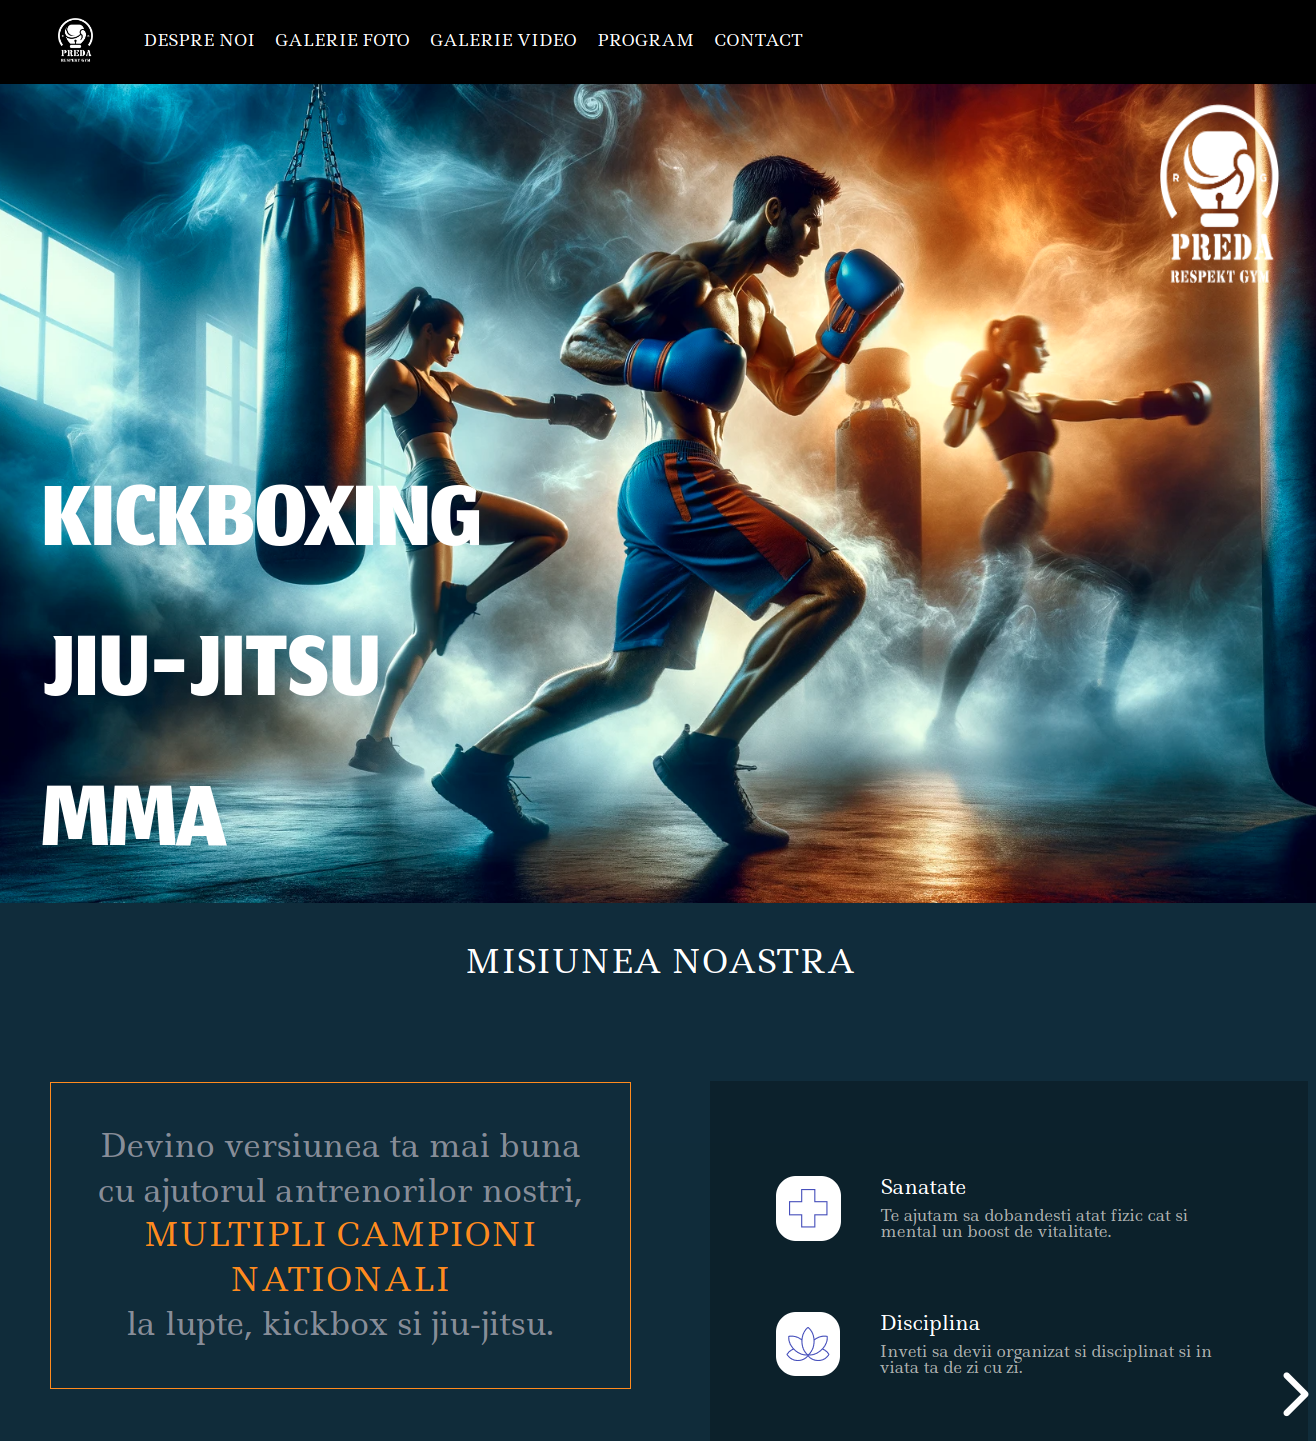 PREDA
RESPEKT GYM
DESPRE NOI GALERIE FOTO GALERIE VIDEO PROGRAM CONTACT
R G
PREDA
RESPEKT GYM
KICKBOXING
JIU-JITSU
MMA
MISIUNEA NOASTRA
Devino versiunea ta mai buna
cu ajutorul antrenorilor nostri,
MULTIPLI CAMPIONI
NATIONALI
la lupte, kickbox si jiu-jitsu.
Sanatate
Te ajutam sa dobandesti atat fizic cat si
mental un boost de vitalitate.
Disciplina
Inveti sa devii organizat si disciplinat si in
viata ta de zi cu zi.